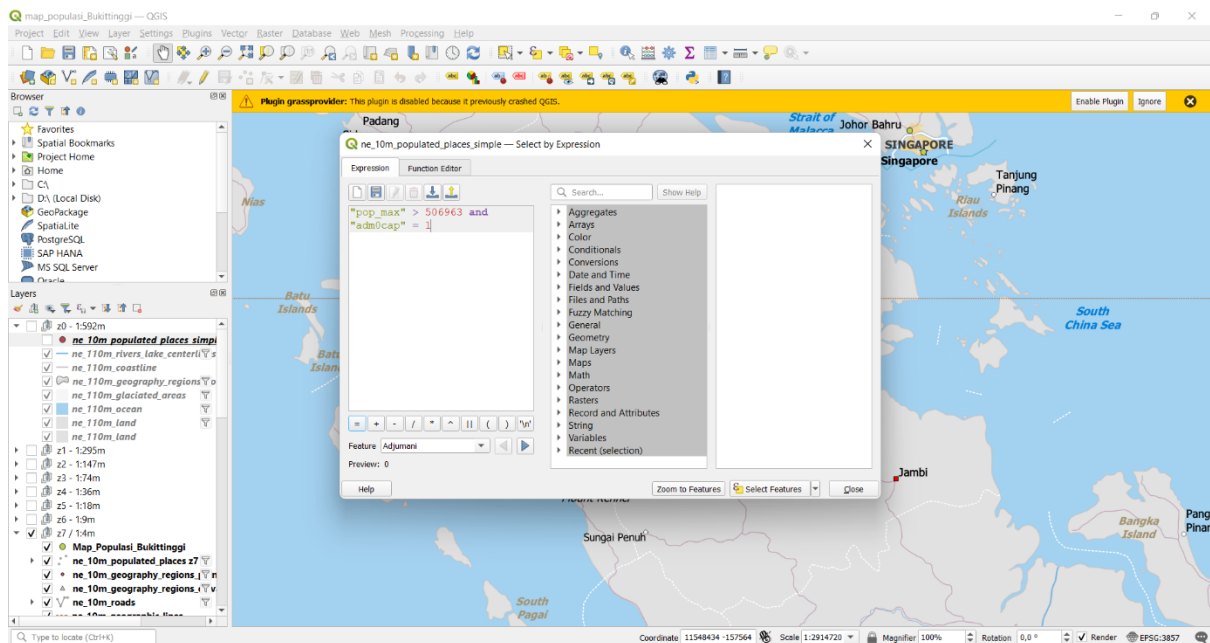 map_populasi_Bukittinggi — QGIS
Project Edit View Layer Settings Plugins Vector Raster Database Web Mesh Processing Help
Browser
Plugin grassprovider: This plugin is disabled because it previously crashed QGIS.
Enable Plugin Ignore
Favorites
Spatial Bookmarks
Project Home
Home
C:\
D:\ (Local Disk)
GeoPackage
SpatiaLite
PostgreSQL
SAP HANA
MS SQL Server
Oracle
Layers
z0 - 1:592m
ne_10m_populated_places_simpl
ne_110m_rivers_lake_centerli
ne_110m_coastline
ne_110m_geography_regions
ne_110m_glaciated_areas
ne_110m_ocean
ne_110m_land
ne_110m_land
z1 - 1:295m
z2 - 1:147m
z3 - 1:74m
z4 - 1:36m
z5 - 1:18m
z6 - 1:9m
z7 / 1:4m
Map_Populasi_Bukittinggi
ne_10m_populated_places z7
ne_10m_geography_regions_p
ne_10m_geography_regions_e
ne_10m_roads
Padang
Nias
Batu
Islands
Strait of
Malacca
Johor Bahru
SINGAPORE
Singapore
Tanjung
Pinang
Riau
Islands
South
China Sea
Jambi
Bangka
Island
Pang
Pinan
Sungai Penuh
South
Pagai
ne_10m_populated_places_simple — Select by Expression
Expression Function Editor
"pop_max" > 506963 and
"adm0cap" = 1
Search... Show Help
Aggregates
Arrays
Color
Conditionals
Conversions
Date and Time
Fields and Values
Files and Paths
Fuzzy Matching
General
Geometry
Map Layers
Maps
Math
Operators
Rasters
Record and Attributes
String
Variables
Recent (selection)
= + - / * ^ || ( ) '\n'
Feature Adjumani
Preview: 0
Help Zoom to Features Select Features Close
Type to locate (Ctrl+K)
Coordinate 11548434 -157564 Scale 1:2914720 Magnifier 100% Rotation 0,0 ° Render EPSG:3857